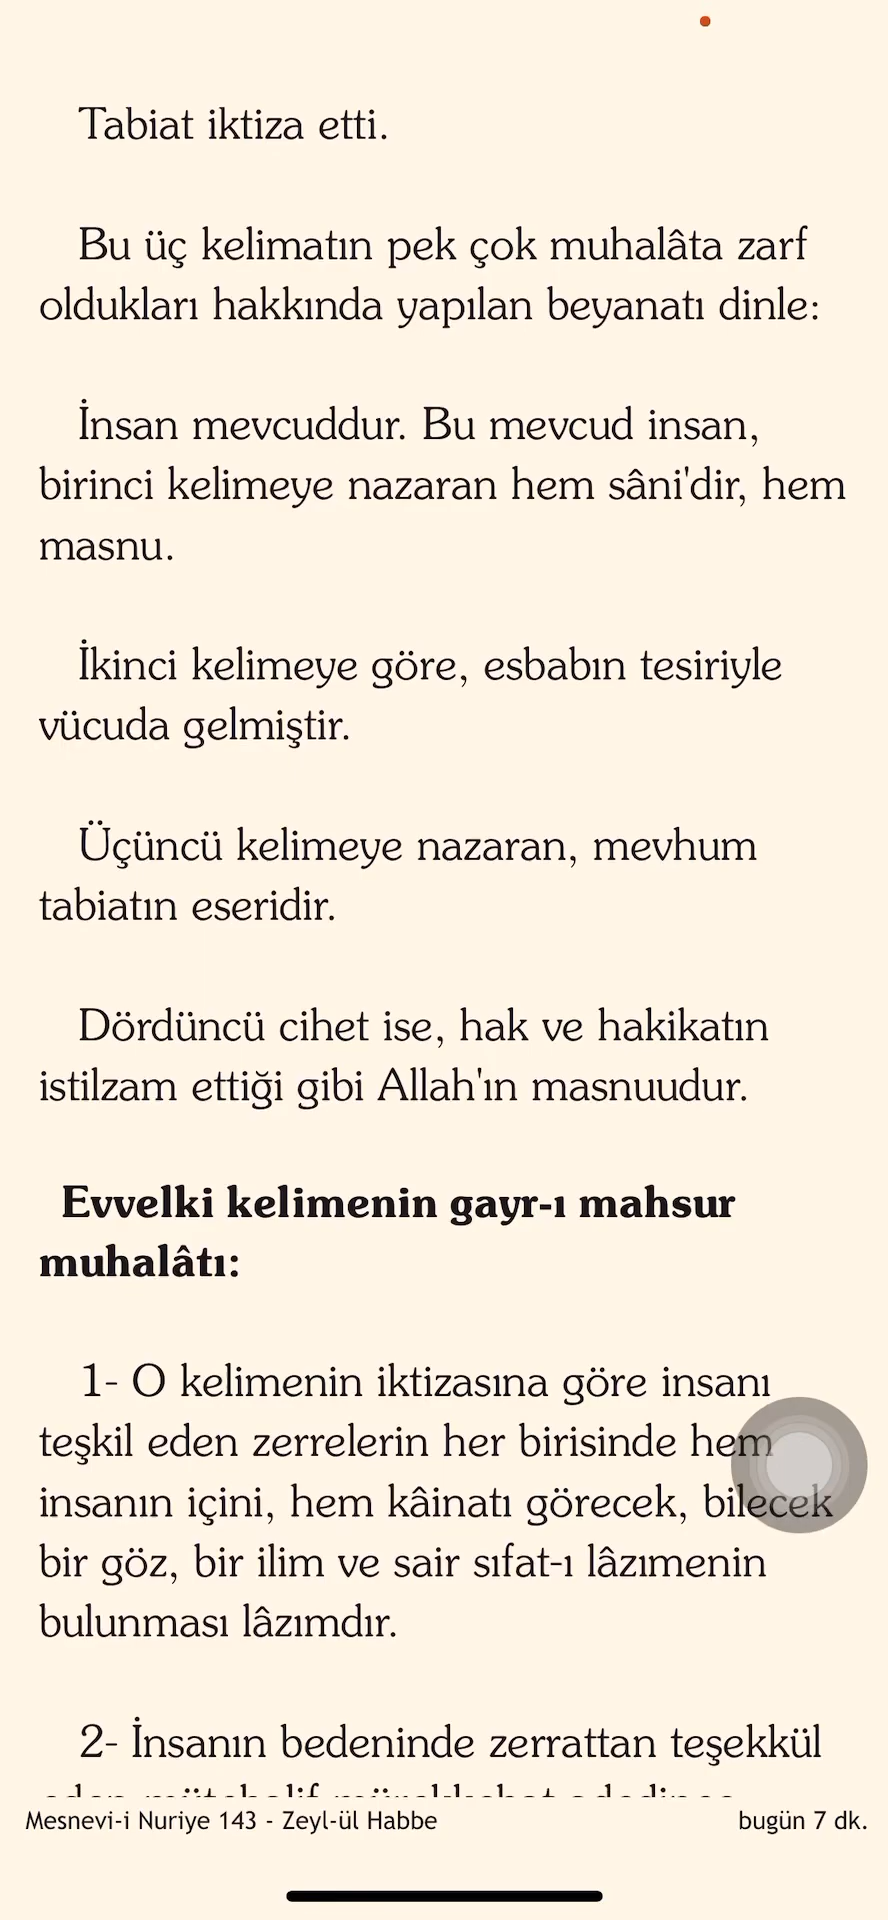 Tabiat iktiza etti.
Bu üç kelimatın pek çok muhalâta zarf
oldukları hakkında yapılan beyanatı dinle:
İnsan mevcuddur. Bu mevcud insan,
birinci kelimeye nazaran hem sâni'dir, hem
masnu.
İkinci kelimeye göre, esbabın tesiriyle
vücuda gelmiştir.
Üçüncü kelimeye nazaran, mevhum
tabiatın eseridir.
Dördüncü cihet ise, hak ve hakikatın
istilzam ettiği gibi Allah'ın masnuudur.
Evvelki kelimenin gayr-ı mahsur
muhalâtı:
1- O kelimenin iktizasına göre insanı
teşkil eden zerrelerin her birisinde hem
insanın içini, hem kâinatı görecek, bilecek
bir göz, bir ilim ve sair sıfat-ı lâzımenin
bulunması lâzımdır.
2- İnsanın bedeninde zerrattan teşekkül
Mesnevi-i Nuriye 143 - Zeyl-ül Habbe
bugün 7 dk.